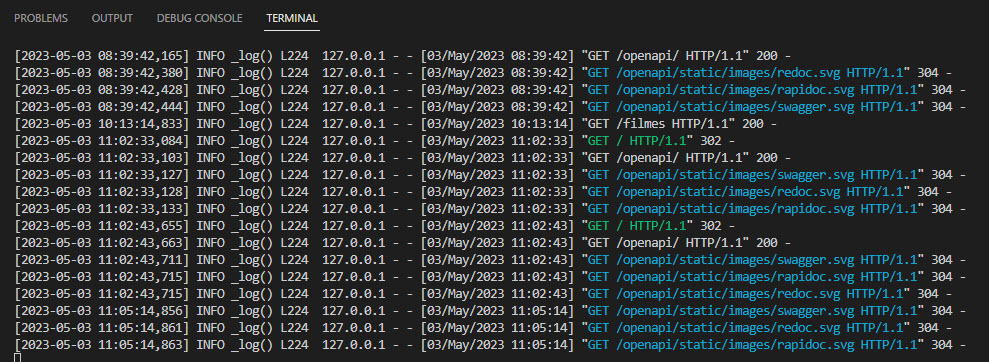 PROBLEMS OUTPUT DEBUG CONSOLE TERMINAL
[2023-05-03 08:39:42,165] INFO _log() L224  127.0.0.1 - - [03/May/2023 08:39:42] "GET /openapi/ HTTP/1.1" 200 -
[2023-05-03 08:39:42,380] INFO _log() L224  127.0.0.1 - - [03/May/2023 08:39:42] "GET /openapi/static/images/redoc.svg HTTP/1.1" 304 -
[2023-05-03 08:39:42,428] INFO _log() L224  127.0.0.1 - - [03/May/2023 08:39:42] "GET /openapi/static/images/rapidoc.svg HTTP/1.1" 304 -
[2023-05-03 08:39:42,444] INFO _log() L224  127.0.0.1 - - [03/May/2023 08:39:42] "GET /openapi/static/images/swagger.svg HTTP/1.1" 304 -
[2023-05-03 10:13:14,833] INFO _log() L224  127.0.0.1 - - [03/May/2023 10:13:14] "GET /filmes HTTP/1.1" 200 -
[2023-05-03 11:02:33,084] INFO _log() L224  127.0.0.1 - - [03/May/2023 11:02:33] "GET / HTTP/1.1" 302 -
[2023-05-03 11:02:33,103] INFO _log() L224  127.0.0.1 - - [03/May/2023 11:02:33] "GET /openapi/ HTTP/1.1" 200 -
[2023-05-03 11:02:33,127] INFO _log() L224  127.0.0.1 - - [03/May/2023 11:02:33] "GET /openapi/static/images/swagger.svg HTTP/1.1" 304 -
[2023-05-03 11:02:33,128] INFO _log() L224  127.0.0.1 - - [03/May/2023 11:02:33] "GET /openapi/static/images/redoc.svg HTTP/1.1" 304 -
[2023-05-03 11:02:33,133] INFO _log() L224  127.0.0.1 - - [03/May/2023 11:02:33] "GET /openapi/static/images/rapidoc.svg HTTP/1.1" 304 -
[2023-05-03 11:02:43,655] INFO _log() L224  127.0.0.1 - - [03/May/2023 11:02:43] "GET / HTTP/1.1" 302 -
[2023-05-03 11:02:43,663] INFO _log() L224  127.0.0.1 - - [03/May/2023 11:02:43] "GET /openapi/ HTTP/1.1" 200 -
[2023-05-03 11:02:43,711] INFO _log() L224  127.0.0.1 - - [03/May/2023 11:02:43] "GET /openapi/static/images/swagger.svg HTTP/1.1" 304 -
[2023-05-03 11:02:43,715] INFO _log() L224  127.0.0.1 - - [03/May/2023 11:02:43] "GET /openapi/static/images/rapidoc.svg HTTP/1.1" 304 -
[2023-05-03 11:02:43,715] INFO _log() L224  127.0.0.1 - - [03/May/2023 11:02:43] "GET /openapi/static/images/redoc.svg HTTP/1.1" 304 -
[2023-05-03 11:05:14,856] INFO _log() L224  127.0.0.1 - - [03/May/2023 11:05:14] "GET /openapi/static/images/swagger.svg HTTP/1.1" 304 -
[2023-05-03 11:05:14,861] INFO _log() L224  127.0.0.1 - - [03/May/2023 11:05:14] "GET /openapi/static/images/redoc.svg HTTP/1.1" 304 -
[2023-05-03 11:05:14,863] INFO _log() L224  127.0.0.1 - - [03/May/2023 11:05:14] "GET /openapi/static/images/rapidoc.svg HTTP/1.1" 304 -